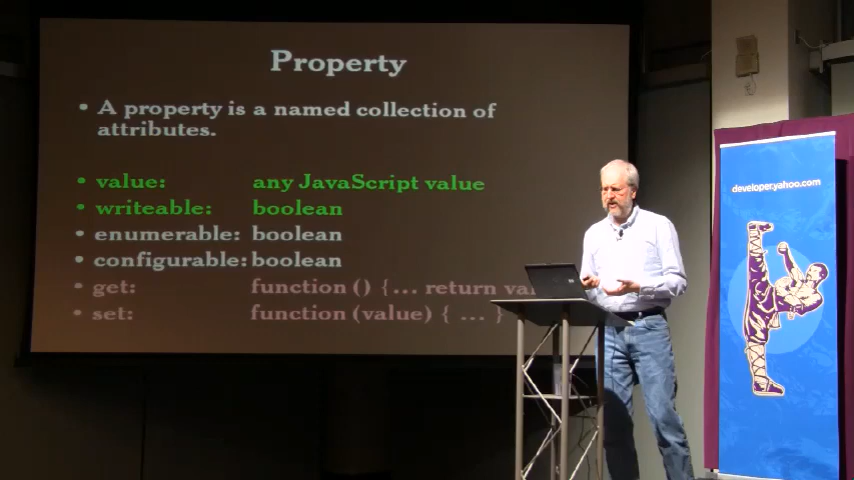 Property
• A property is a named collection of
attributes.
• value: any JavaScript value
• writeable: boolean
• enumerable: boolean
• configurable: boolean
• get: function () {... return
• set: function (value) { ... }
developer.yahoo.com